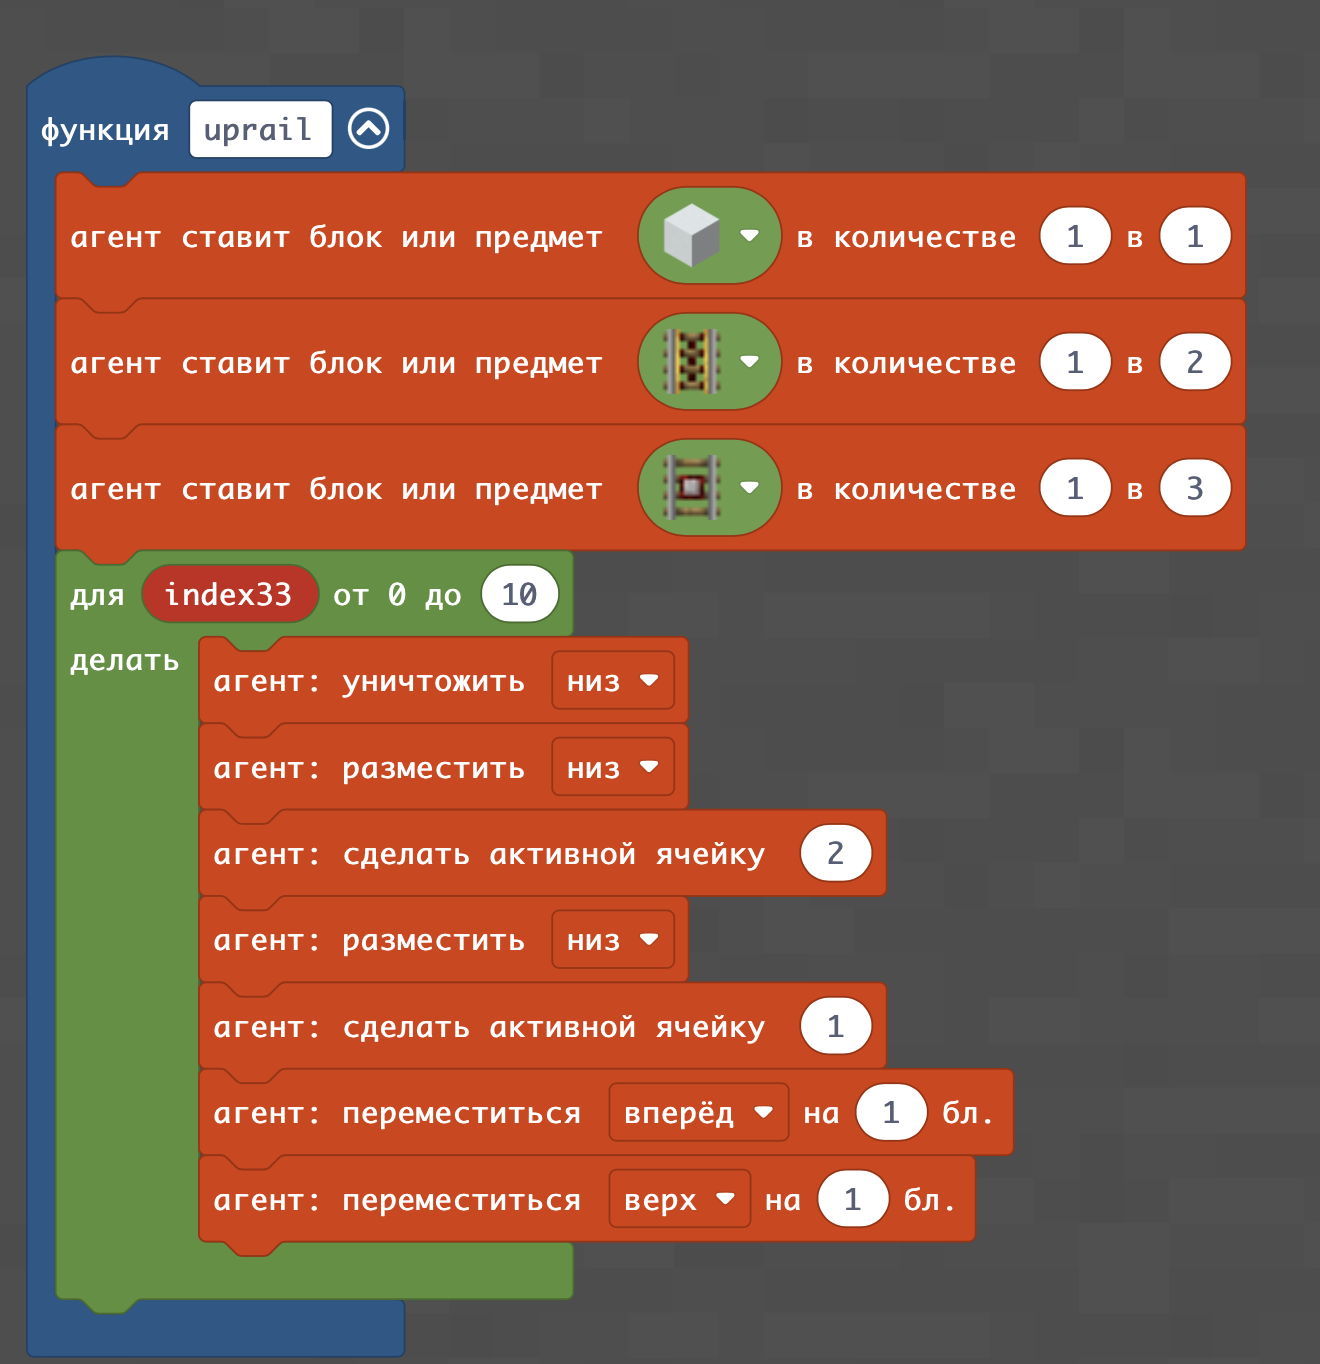 функция uprail
агент ставит блок или предмет в количестве 1 в 1
агент ставит блок или предмет в количестве 1 в 2
агент ставит блок или предмет в количестве 1 в 3
для index33 от 0 до 10
делать
агент: уничтожить низ
агент: разместить низ
агент: сделать активной ячейку 2
агент: разместить низ
агент: сделать активной ячейку 1
агент: переместиться вперёд на 1 бл.
агент: переместиться верх на 1 бл.